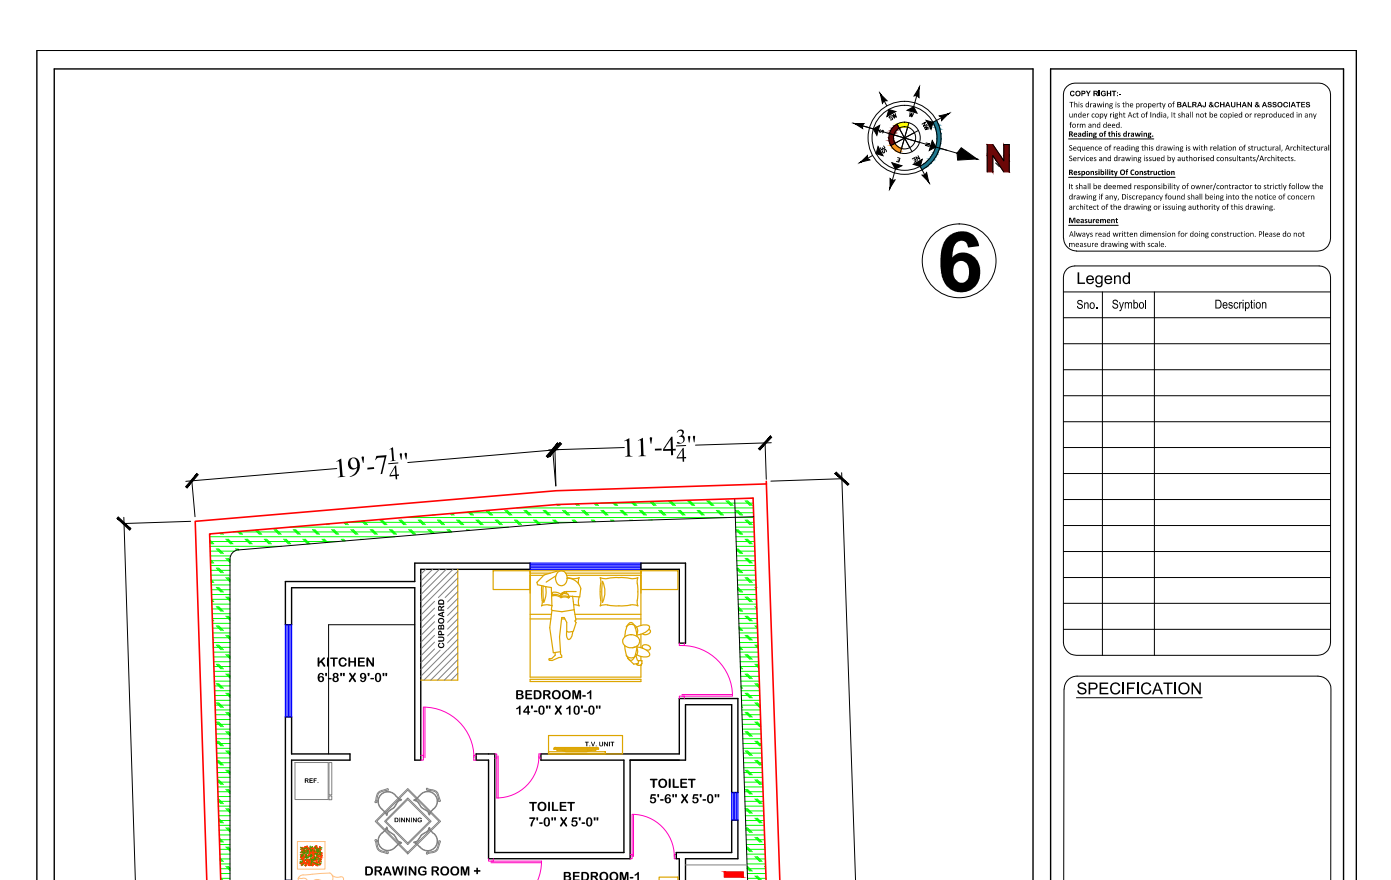 COPY RIGHT:-
This drawing is the property of BALRAJ &CHAUHAN & ASSOCIATES
under copy right Act of India, It shall not be copied or reproduced in any
form and deed.
Reading of this drawing.
Sequence of reading this drawing is with relation of structural, Architectural
Services and drawing issued by authorised consultants/Architects.
Responsibility Of Construction
It shall be deemed responsibility of owner/contractor to strictly follow the
drawing if any, Discrepancy found shall being into the notice of concern
architect of the drawing or issuing authority of this drawing.
Measurement
Always read written dimension for doing construction. Please do not
measure drawing with scale.
N
6
Legend
Sno. Symbol Description
SPECIFICATION
19'-7 1/4"
11'-4 3/4"
CUPBOARD
KITCHEN
6'-8" X 9'-0"
BEDROOM-1
14'-0" X 10'-0"
T.V. UNIT
REF.
DINNING
TOILET
7'-0" X 5'-0"
TOILET
5'-6" X 5'-0"
DRAWING ROOM +
BEDROOM-1